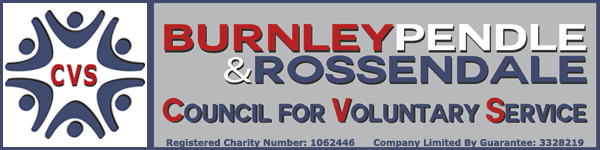 CVS
BURNLEYPENDLE
&ROSSENDALE
COUNCIL FOR VOLUNTARY SERVICE
Registered Charity Number: 1062446 Company Limited By Guarantee: 3328219